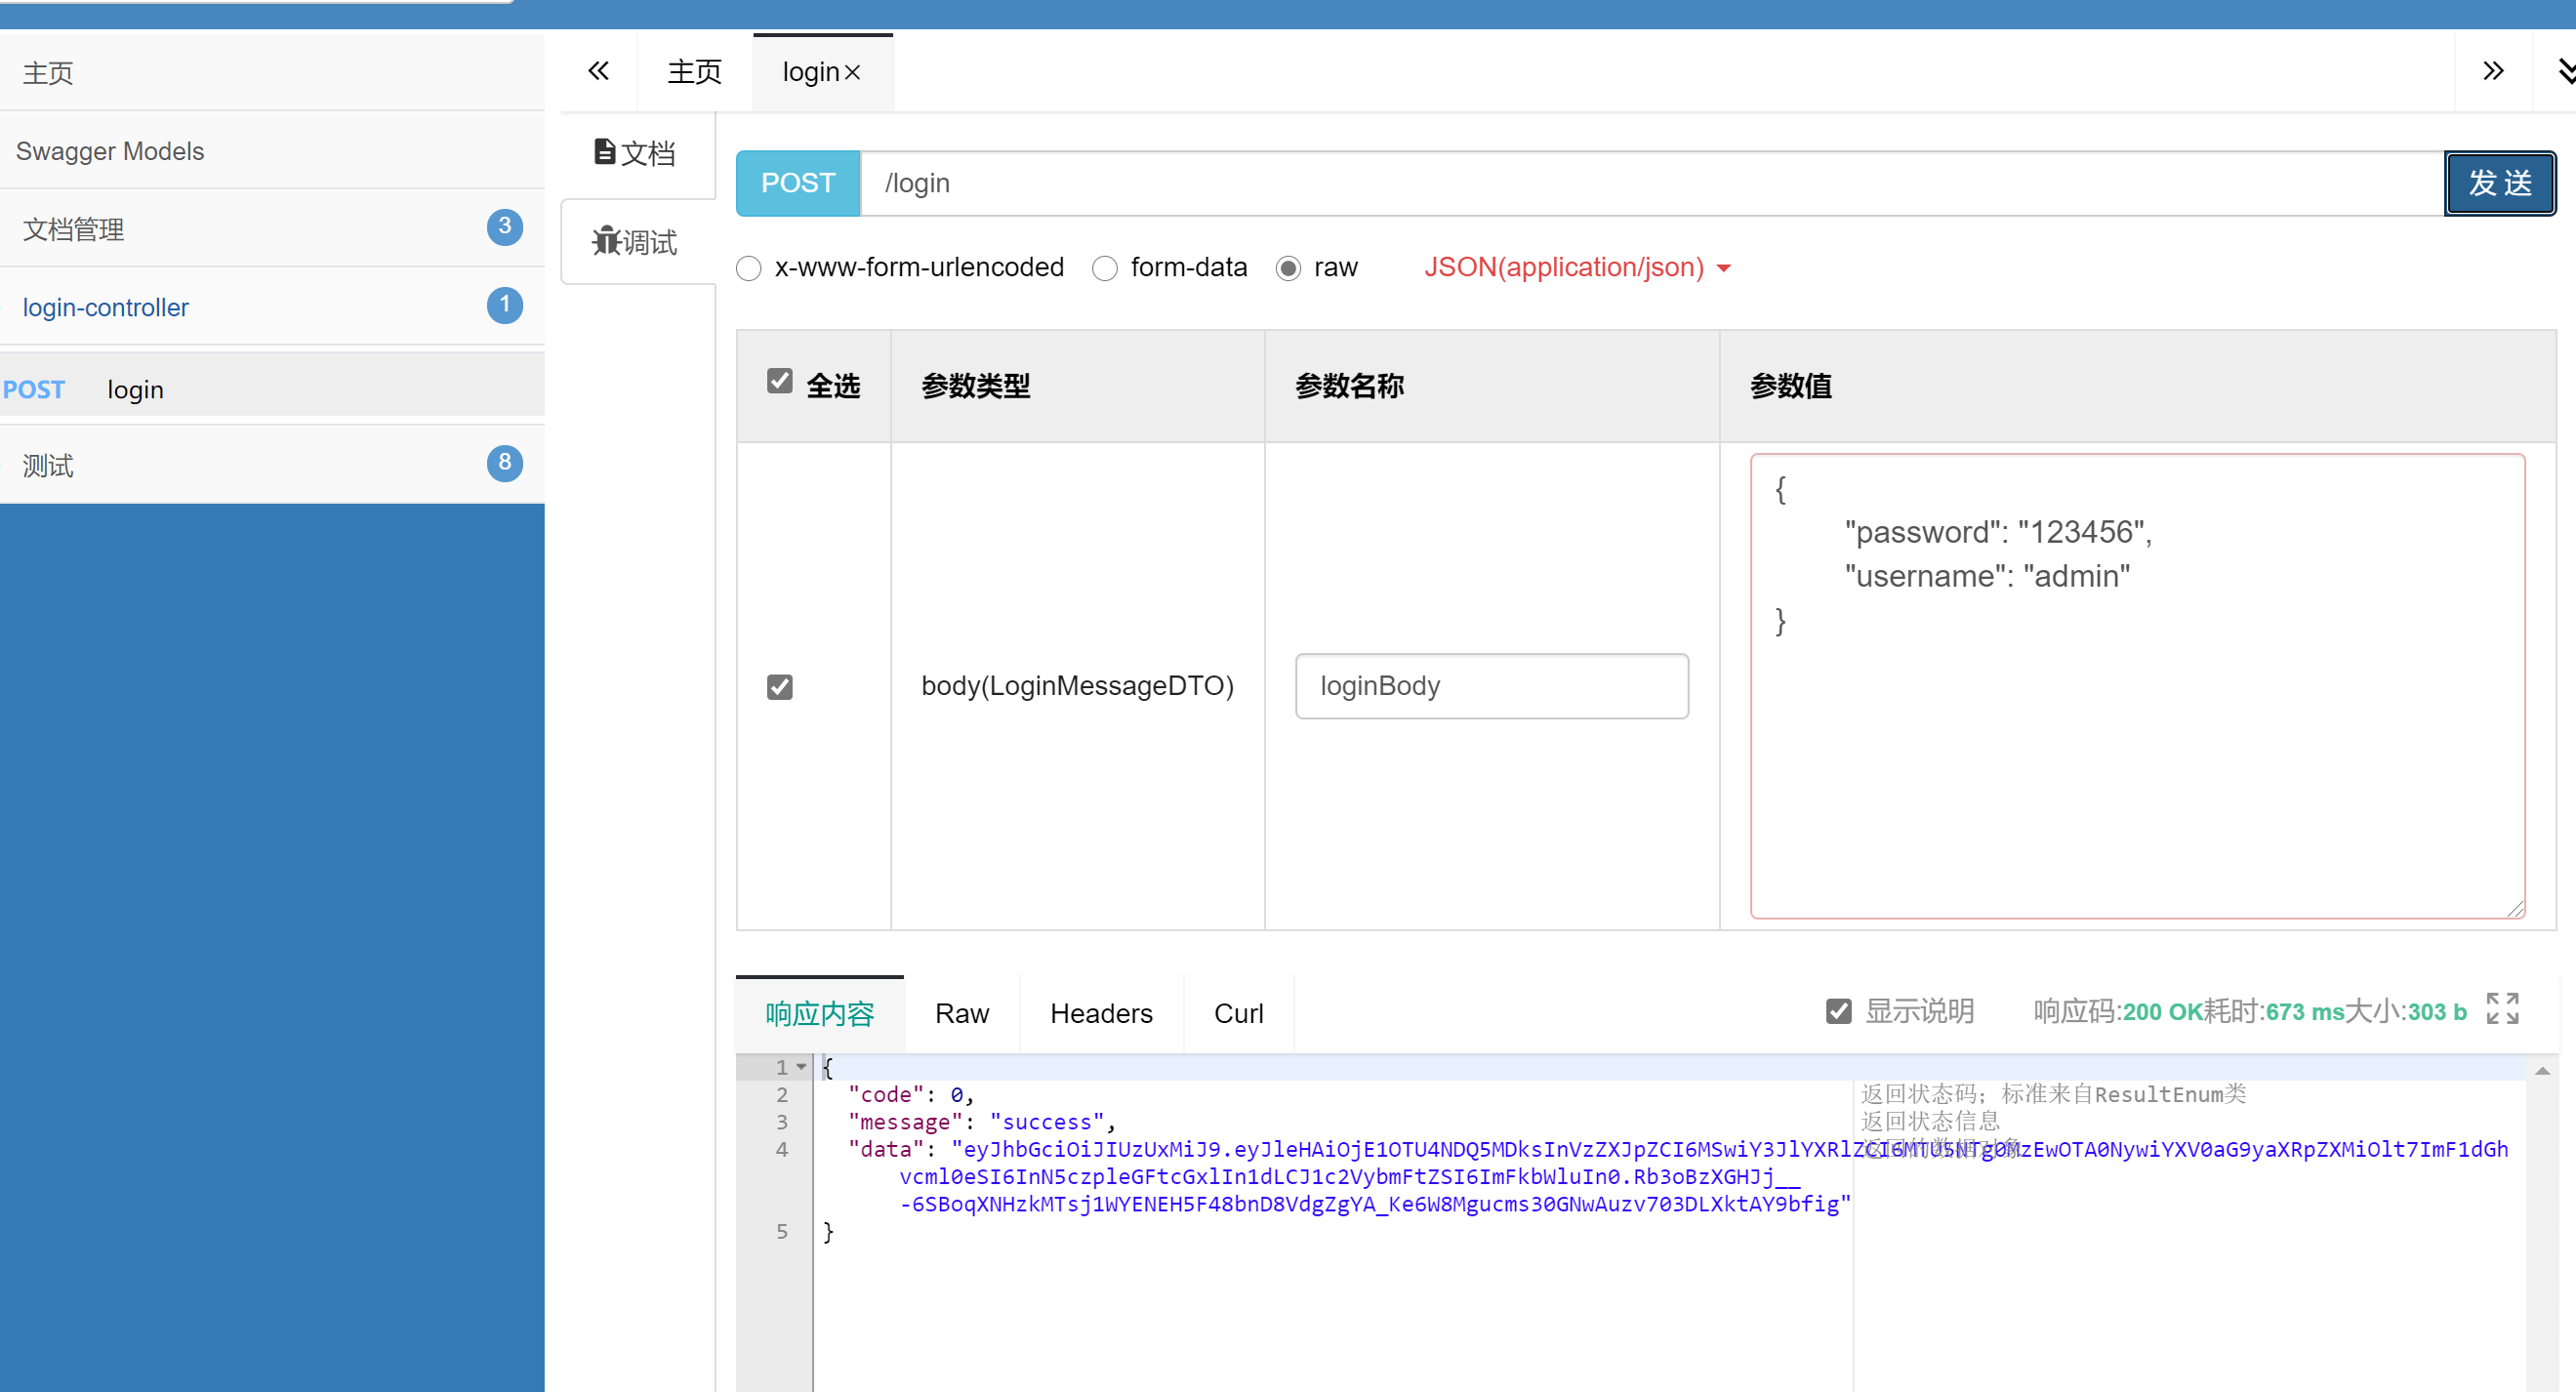 主页
Swagger Models
文档管理 3
login-controller 1
POST login
测试 8
主页 login×
文档
调试
POST /login 发 送
x-www-form-urlencoded form-data raw JSON(application/json)
全选 参数类型 参数名称 参数值
body(LoginMessageDTO) loginBody
{
"password": "123456",
"username": "admin"
}
响应内容 Raw Headers Curl 显示说明 响应码:200 OK耗时:673 ms大小:303 b
1 {
2 "code": 0, 返回状态码；标准来自ResultEnum类
3 "message": "success", 返回状态信息
4 "data": 返回的数据对象
vcml0eSI6InN5czpleGFtcGxlIn1dLCJ1c2VybmFtZSI6ImFkbWluIn0.Rb3oBzXGHJj__
-6SBoqXNHzkMTsj1WYENEH5F48bnD8VdgZgYA_Ke6W8Mgucms30GNwAuzv703DLXktAY9bfig"
5 }